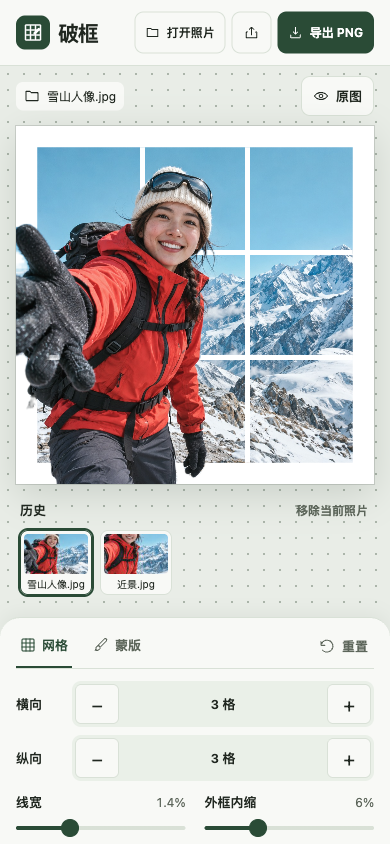 破框
打开照片
导出 PNG
雪山人像.jpg
原图
历史
移除当前照片
雪山人像.jpg
近景.jpg
网格
蒙版
重置
横向
−
3 格
+
纵向
−
3 格
+
线宽
1.4%
外框内缩
6%